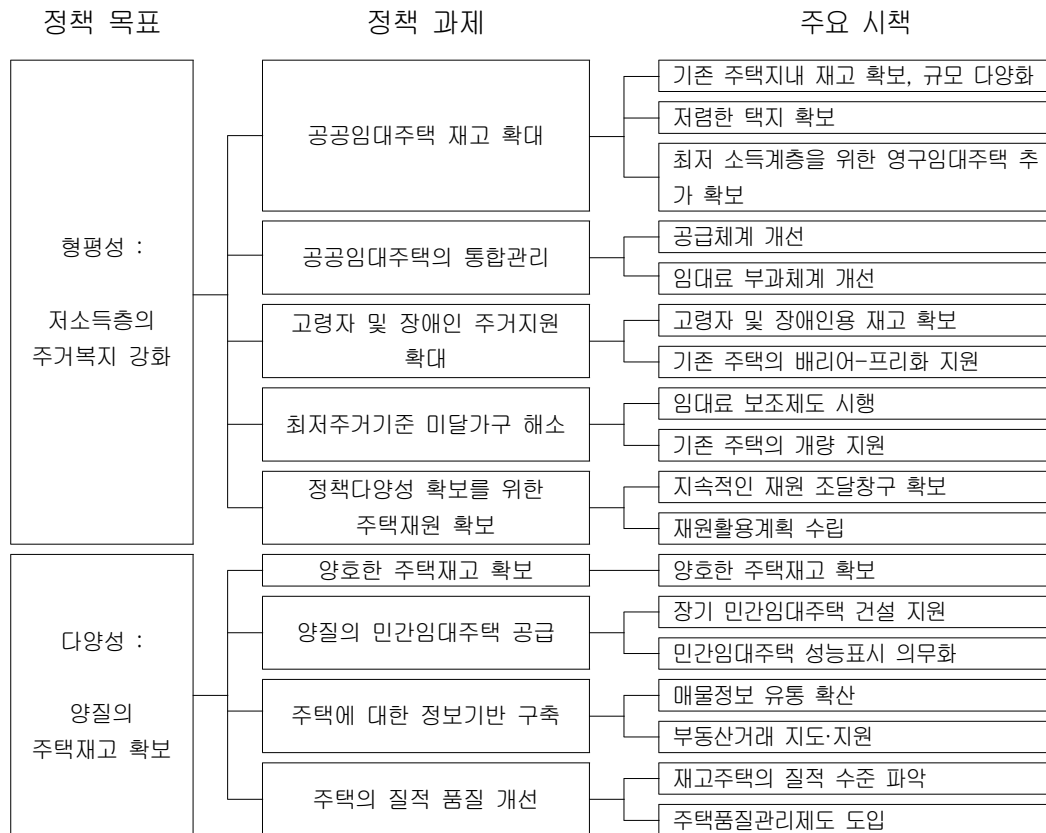 정책 목표
정책 과제
주요 시책
형평성 :
저소득층의
주거복지 강화
공공임대주택 재고 확대
기존 주택지내 재고 확보, 규모 다양화
저렴한 택지 확보
최저 소득계층을 위한 영구임대주택 추
가 확보
공공임대주택의 통합관리
공급체계 개선
임대료 부과체계 개선
고령자 및 장애인 주거지원
확대
고령자 및 장애인용 재고 확보
기존 주택의 배리어-프리화 지원
최저주거기준 미달가구 해소
임대료 보조제도 시행
기존 주택의 개량 지원
정책다양성 확보를 위한
주택재원 확보
지속적인 재원 조달창구 확보
재원활용계획 수립
다양성 :
양질의
주택재고 확보
양호한 주택재고 확보
양호한 주택재고 확보
양질의 민간임대주택 공급
장기 민간임대주택 건설 지원
민간임대주택 성능표시 의무화
주택에 대한 정보기반 구축
매물정보 유통 확산
부동산거래 지도·지원
주택의 질적 품질 개선
재고주택의 질적 수준 파악
주택품질관리제도 도입